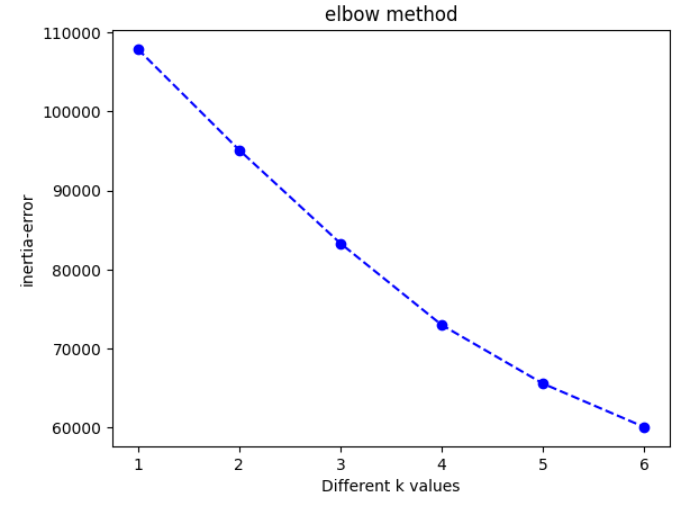 elbow method
110000
100000
90000
80000
70000
60000
inertia-error
1 2 3 4 5 6
Different k values